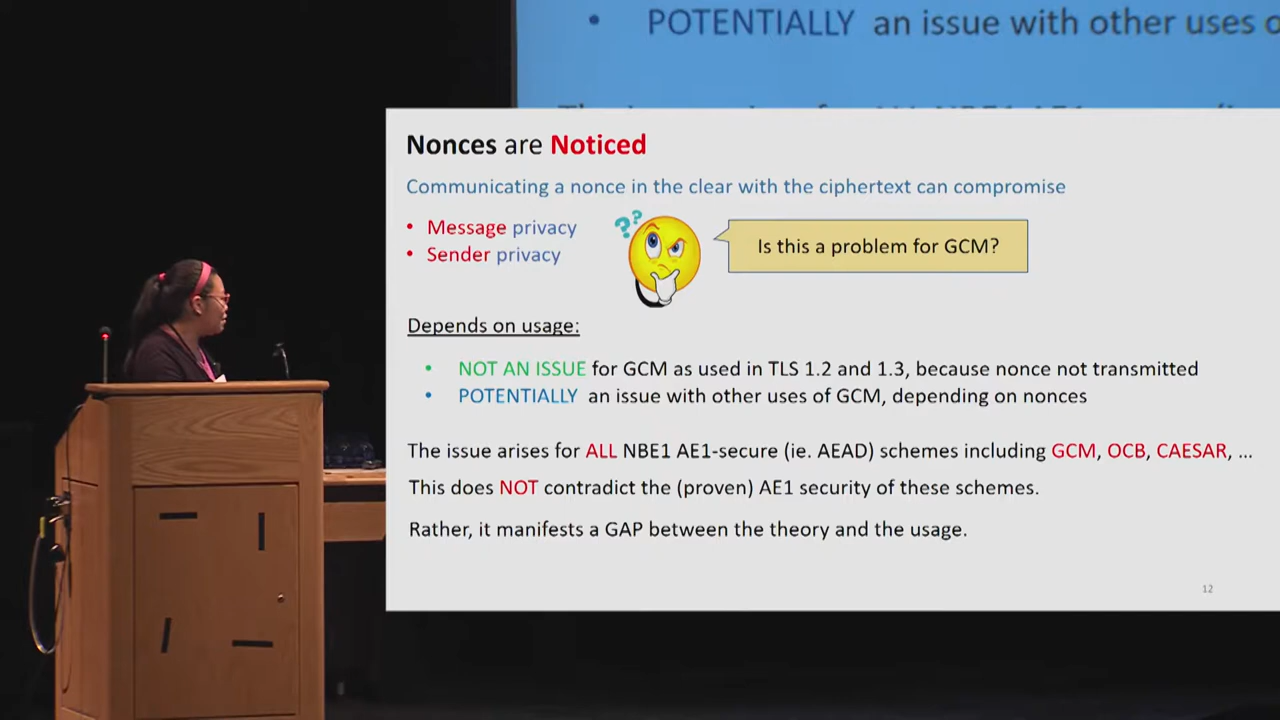 • POTENTIALLY an issue with other uses
Nonces are Noticed
Communicating a nonce in the clear with the ciphertext can compromise
• Message privacy
• Sender privacy
??
Is this a problem for GCM?
Depends on usage:
• NOT AN ISSUE for GCM as used in TLS 1.2 and 1.3, because nonce not transmitted
• POTENTIALLY an issue with other uses of GCM, depending on nonces
The issue arises for ALL NBE1 AE1-secure (ie. AEAD) schemes including GCM, OCB, CAESAR, ...
This does NOT contradict the (proven) AE1 security of these schemes.
Rather, it manifests a GAP between the theory and the usage.
12